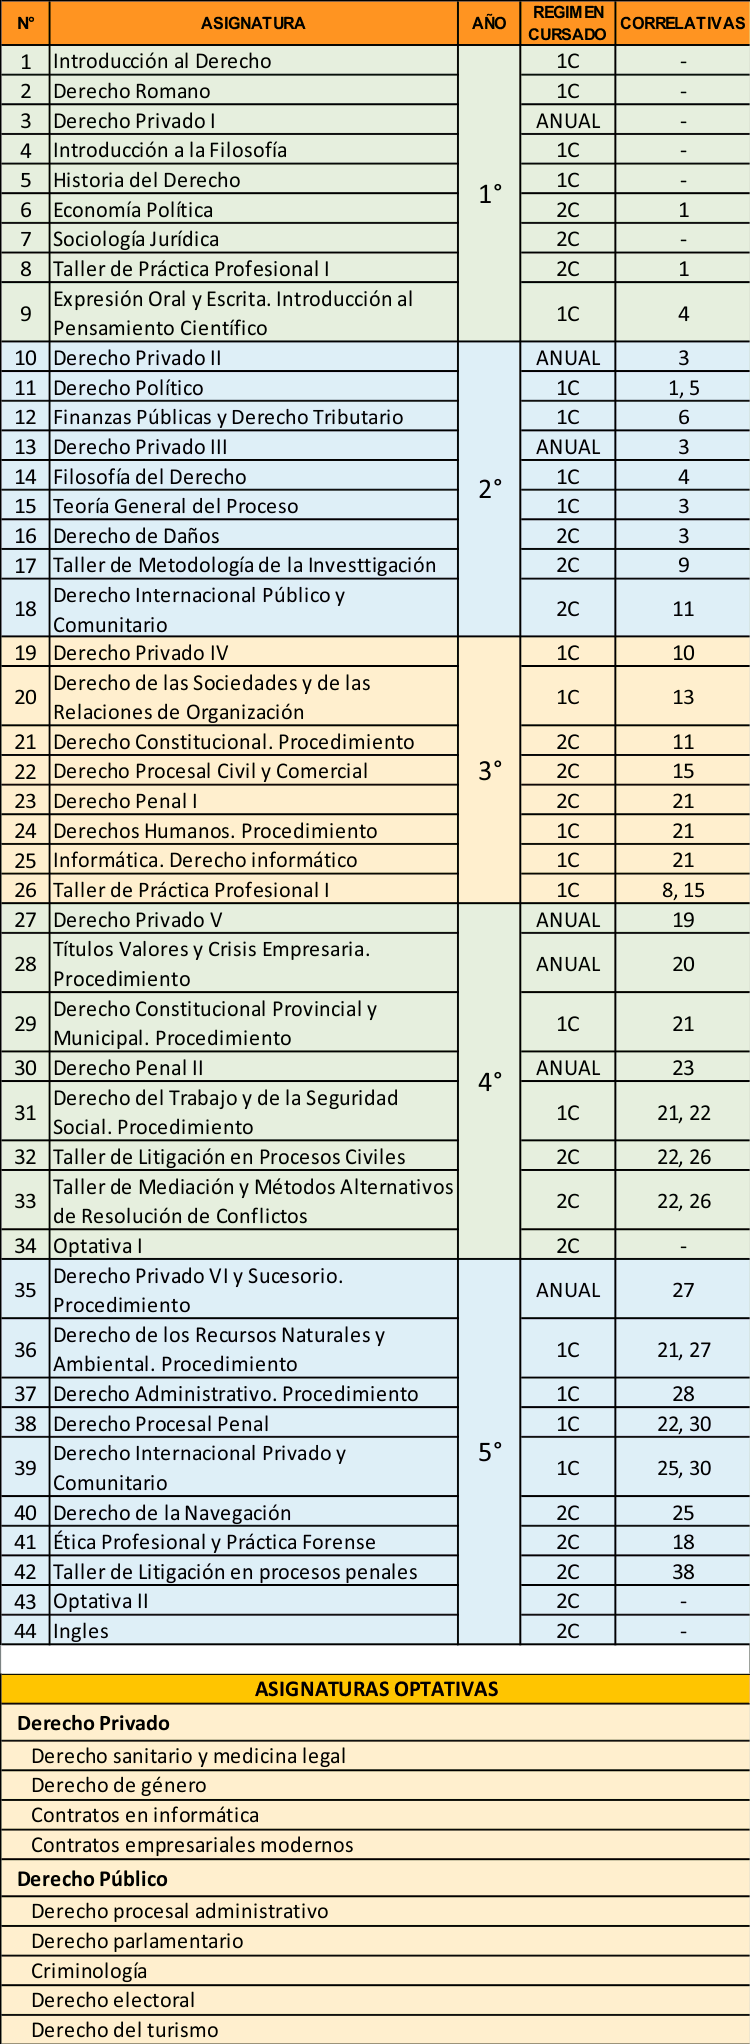 N° ASIGNATURA AÑO REGIMEN CURSADO CORRELATIVAS
1 Introducción al Derecho 1° 1C -
2 Derecho Romano 1C -
3 Derecho Privado I ANUAL -
4 Introducción a la Filosofía 1C -
5 Historia del Derecho 1C -
6 Economía Política 2C 1
7 Sociología Jurídica 2C -
8 Taller de Práctica Profesional I 2C 1
9 Expresión Oral y Escrita. Introducción al
Pensamiento Científico 1C 4
10 Derecho Privado II 2° ANUAL 3
11 Derecho Político 1C 1, 5
12 Finanzas Públicas y Derecho Tributario 1C 6
13 Derecho Privado III ANUAL 3
14 Filosofía del Derecho 1C 4
15 Teoría General del Proceso 1C 3
16 Derecho de Daños 2C 3
17 Taller de Metodología de la Investtigación 2C 9
18 Derecho Internacional Público y
Comunitario 2C 11
19 Derecho Privado IV 3° 1C 10
20 Derecho de las Sociedades y de las
Relaciones de Organización 1C 13
21 Derecho Constitucional. Procedimiento 2C 11
22 Derecho Procesal Civil y Comercial 2C 15
23 Derecho Penal I 2C 21
24 Derechos Humanos. Procedimiento 1C 21
25 Informática. Derecho informático 1C 21
26 Taller de Práctica Profesional I 1C 8, 15
27 Derecho Privado V 4° ANUAL 19
28 Títulos Valores y Crisis Empresaria.
Procedimiento ANUAL 20
29 Derecho Constitucional Provincial y
Municipal. Procedimiento 1C 21
30 Derecho Penal II ANUAL 23
31 Derecho del Trabajo y de la Seguridad
Social. Procedimiento 1C 21, 22
32 Taller de Litigación en Procesos Civiles 2C 22, 26
33 Taller de Mediación y Métodos Alternativos
de Resolución de Conflictos 2C 22, 26
34 Optativa I 2C -
35 Derecho Privado VI y Sucesorio.
Procedimiento 5° ANUAL 27
36 Derecho de los Recursos Naturales y
Ambiental. Procedimiento 1C 21, 27
37 Derecho Administrativo. Procedimiento 1C 28
38 Derecho Procesal Penal 1C 22, 30
39 Derecho Internacional Privado y
Comunitario 1C 25, 30
40 Derecho de la Navegación 2C 25
41 Ética Profesional y Práctica Forense 2C 18
42 Taller de Litigación en procesos penales 2C 38
43 Optativa II 2C -
44 Ingles 2C -
ASIGNATURAS OPTATIVAS
Derecho Privado
Derecho sanitario y medicina legal
Derecho de género
Contratos en informática
Contratos empresariales modernos
Derecho Público
Derecho procesal administrativo
Derecho parlamentario
Criminología
Derecho electoral
Derecho del turismo